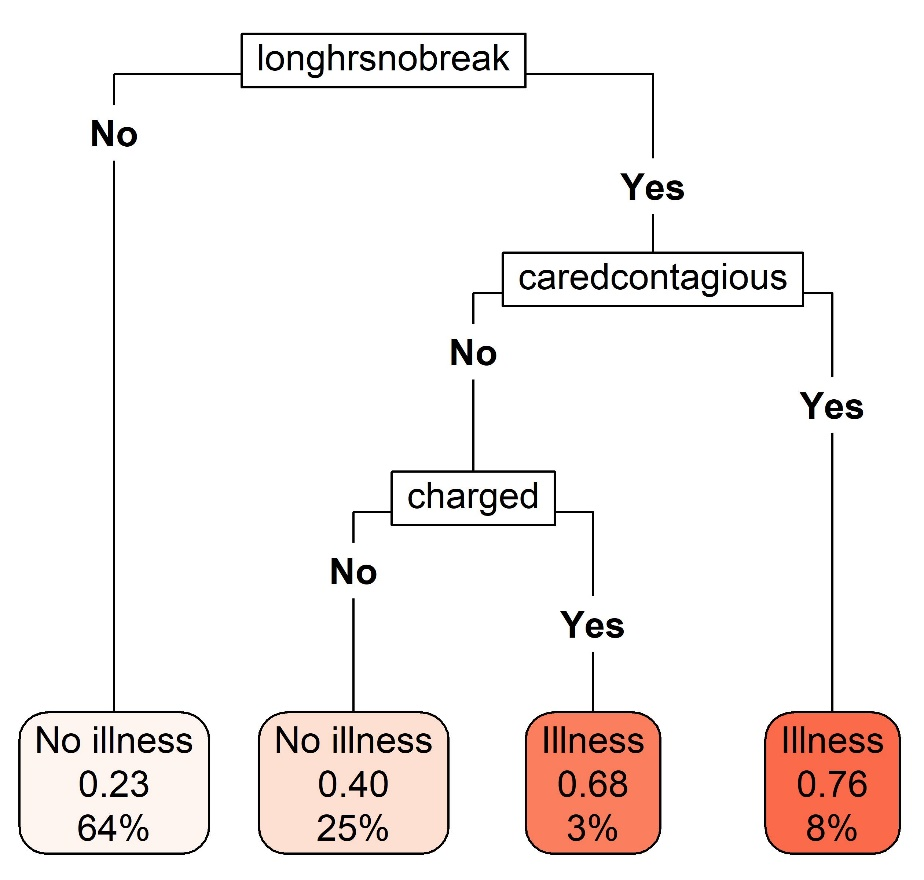 longhrsnobreak
No
Yes
caredcontagious
No
Yes
charged
No
Yes
No illness
0.23
64%
No illness
0.40
25%
Illness
0.68
3%
Illness
0.76
8%